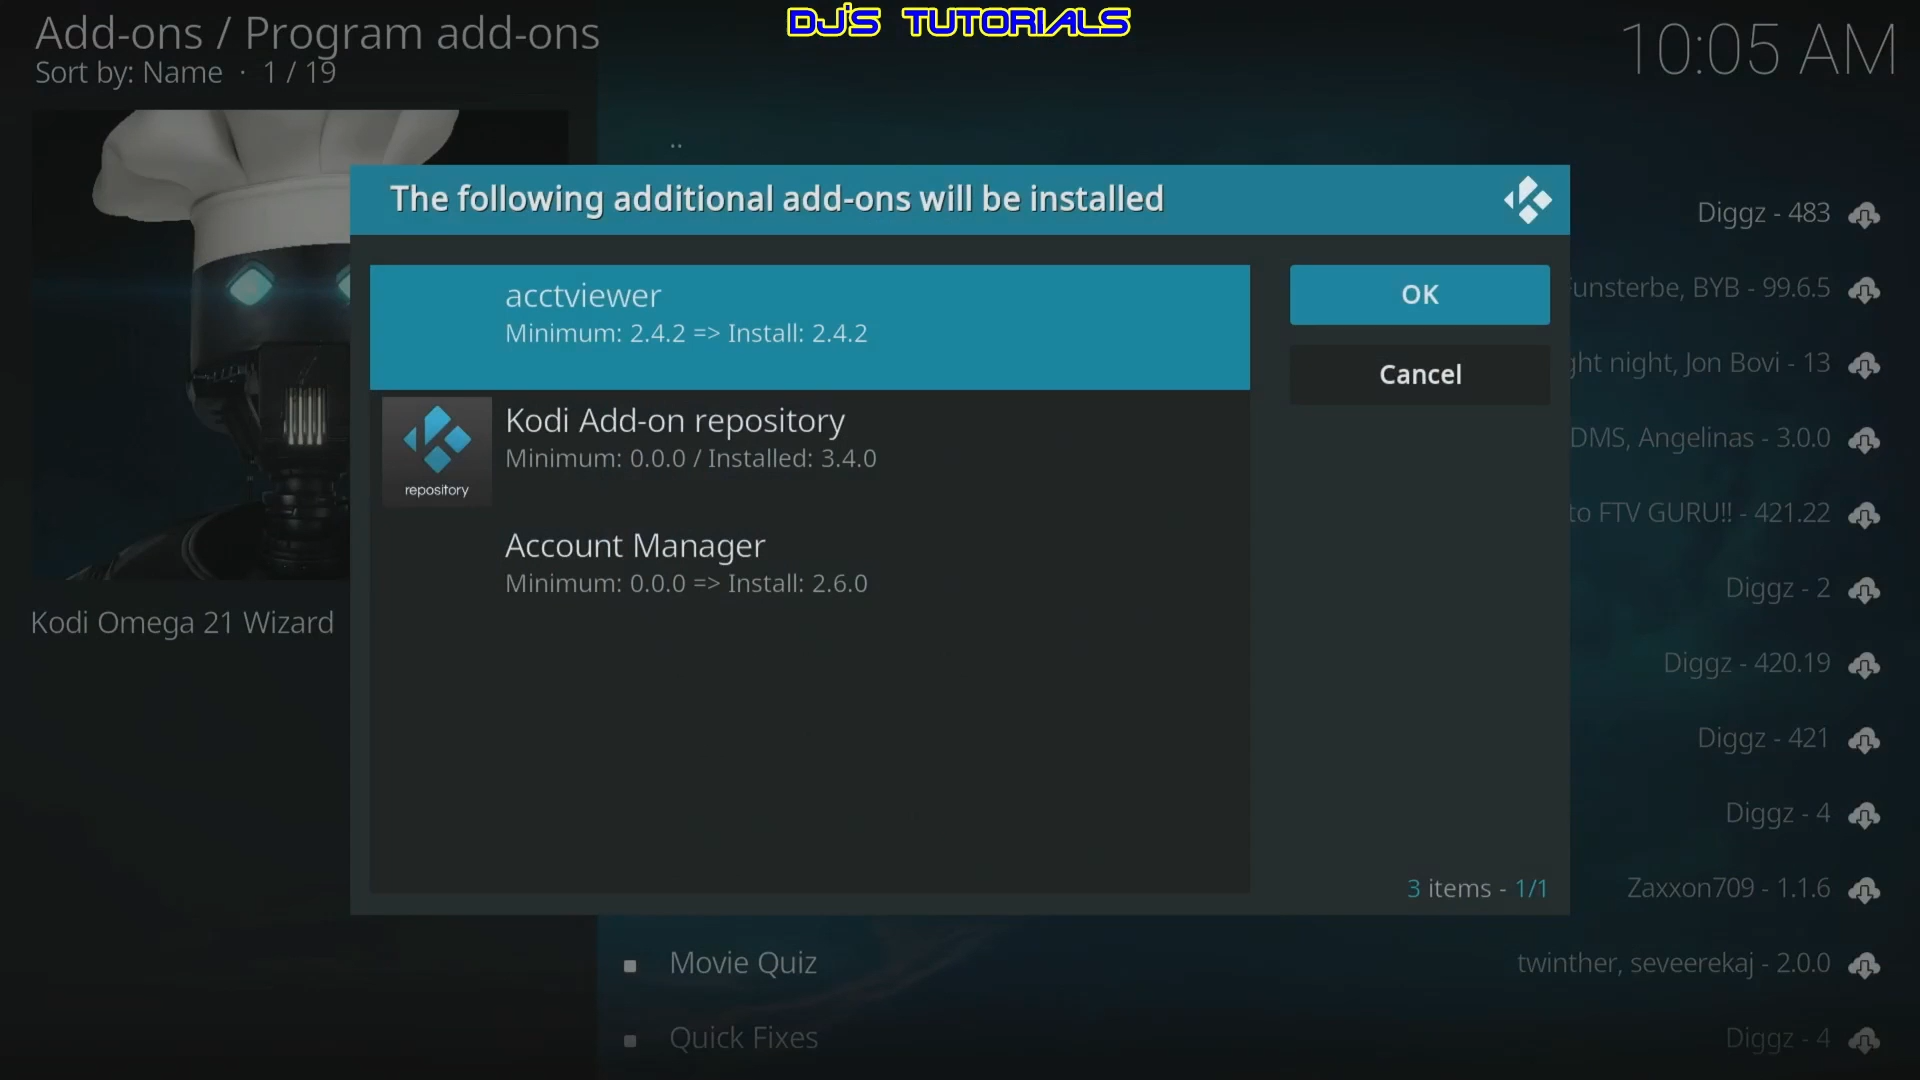 Add-ons / Program add-ons
Sort by: Name · 1 / 19
DJ'S TUTORIALS
10:05 AM
..
The following additional add-ons will be installed
acctviewer
Minimum: 2.4.2 => Install: 2.4.2
Kodi Add-on repository
Minimum: 0.0.0 / Installed: 3.4.0
repository
Account Manager
Minimum: 0.0.0 => Install: 2.6.0
OK
Cancel
3 items - 1/1
Kodi Omega 21 Wizard
Diggz - 483
unsterbe, BYB - 99.6.5
ght night, Jon Bovi - 13
DMS, Angelinas - 3.0.0
to FTV GURU!! - 421.22
Diggz - 2
Diggz - 420.19
Diggz - 421
Diggz - 4
Zaxxon709 - 1.1.6
Movie Quiz
twinther, severekaj - 2.0.0
Quick Fixes
Diggz - 4